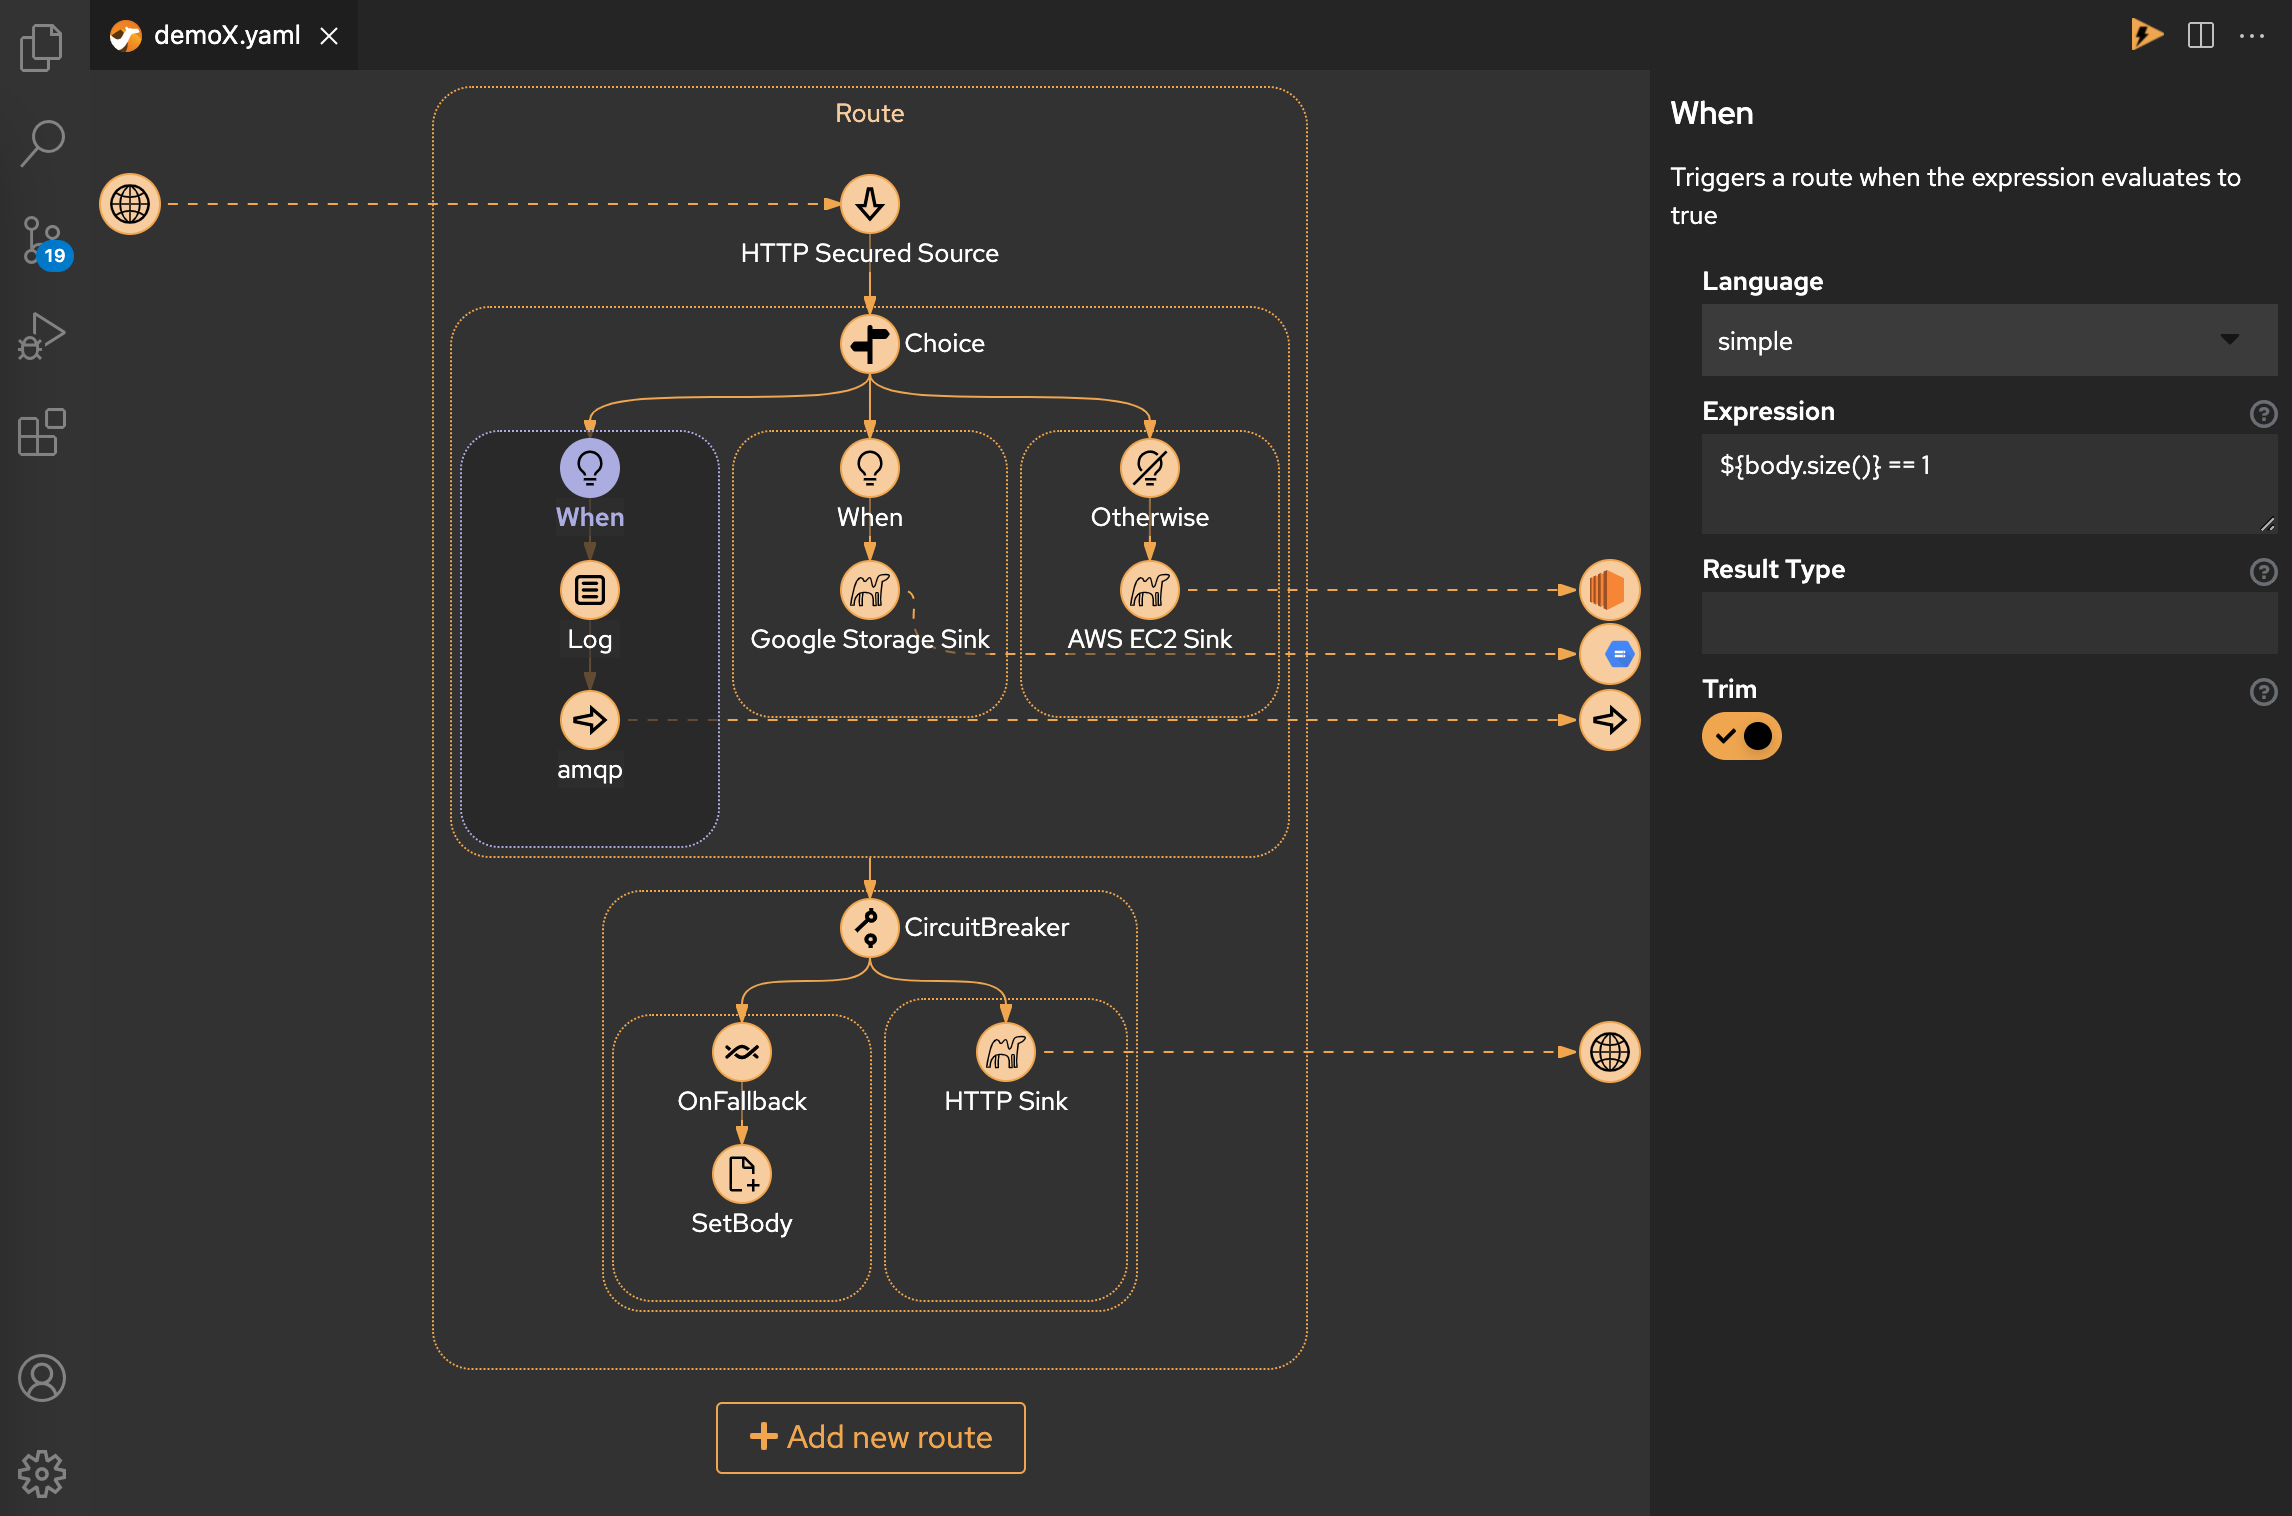 demoX.yaml
19
Route
HTTP Secured Source
Choice
When
When
Otherwise
Log
Google Storage Sink
AWS EC2 Sink
amqp
CircuitBreaker
OnFallback
HTTP Sink
SetBody
Add new route
When
Triggers a route when the expression evaluates to
true
Language
simple
Expression
${body.size()} == 1
Result Type
Trim